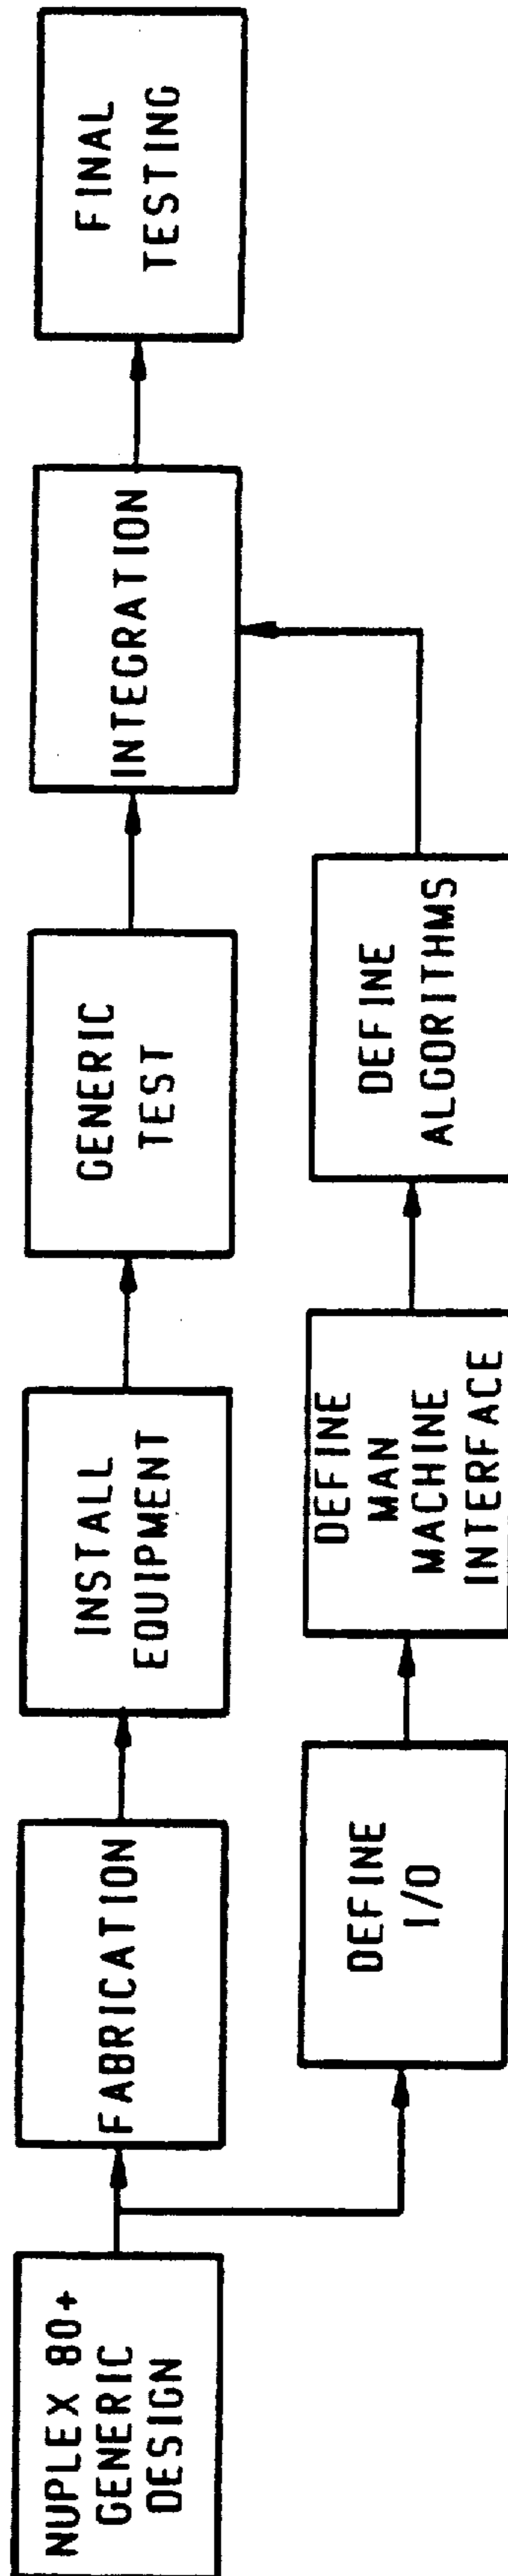 NUPLEX 80+
GENERIC
DESIGN
FABRICATION
INSTALL
EQUIPMENT
GENERIC
TEST
INTEGRATION
FINAL
TESTING
DEFINE
I/O
DEFINE
MAN
MACHINE
INTERFACE
DEFINE
ALGORITHMS